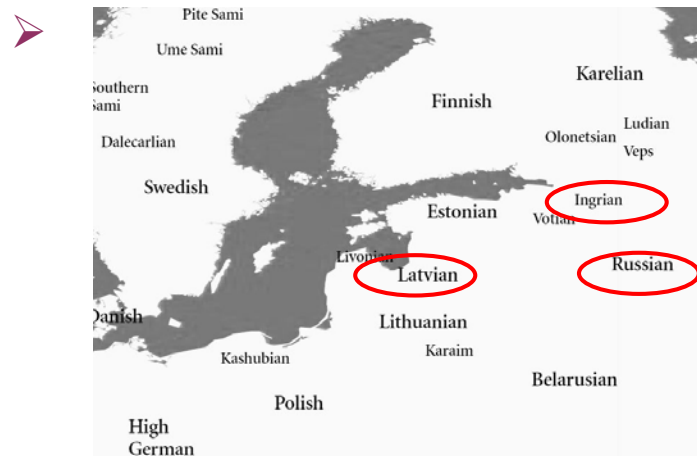 Pite Sami
Ume Sami
Karelian
Southern
Sami
Finnish
Ludian
Dalecarlian
Olonetsian
Veps
Swedish
Ingrian
Estonian
Votian
Livonian
Latvian
Russian
Danish
Lithuanian
Kashubian
Karaim
Belarusian
Polish
High
German